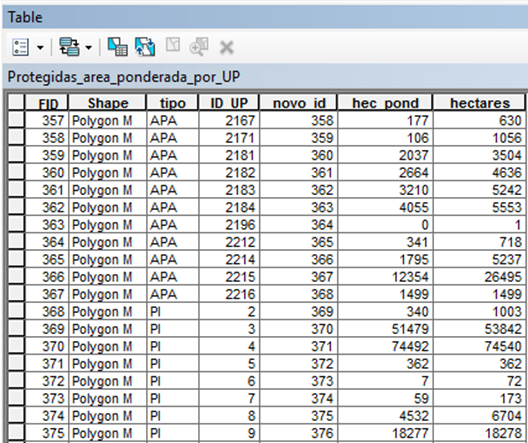 Table
Protegidas_area_ponderada_por_UP
FID Shape tipo ID_UP novo_id hec_pond hectares
357 Polygon M APA 2167 358 177 630
358 Polygon M APA 2171 359 106 1056
359 Polygon M APA 2181 360 2037 3504
360 Polygon M APA 2182 361 2664 4636
361 Polygon M APA 2183 362 3210 5242
362 Polygon M APA 2184 363 4055 5553
363 Polygon M APA 2196 364 0 1
364 Polygon M APA 2212 365 341 718
365 Polygon M APA 2214 366 1795 5237
366 Polygon M APA 2215 367 12354 26495
367 Polygon M APA 2216 368 1499 1499
368 Polygon M PI 2 369 340 1003
369 Polygon M PI 3 370 51479 53842
370 Polygon M PI 4 371 74492 74540
371 Polygon M PI 5 372 362 362
372 Polygon M PI 6 373 7 72
373 Polygon M PI 7 374 59 173
374 Polygon M PI 8 375 4532 6704
375 Polygon M PI 9 376 18277 18278